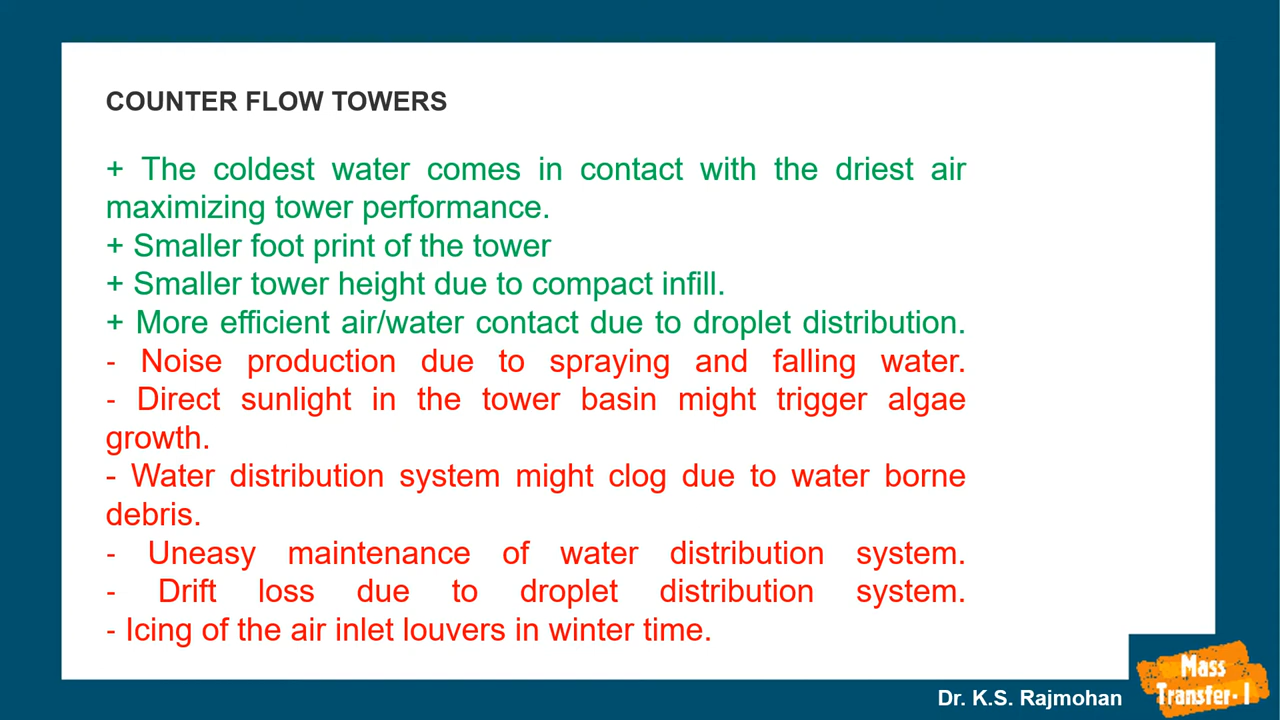 COUNTER FLOW TOWERS
+ The coldest water comes in contact with the driest air
maximizing tower performance.
+ Smaller foot print of the tower
+ Smaller tower height due to compact infill.
+ More efficient air/water contact due to droplet distribution.
- Noise production due to spraying and falling water.
- Direct sunlight in the tower basin might trigger algae
growth.
- Water distribution system might clog due to water borne
debris.
- Uneasy maintenance of water distribution system.
- Drift loss due to droplet distribution system.
- Icing of the air inlet louvers in winter time.
Dr. K.S. Rajmohan
Mass
Transfer- I